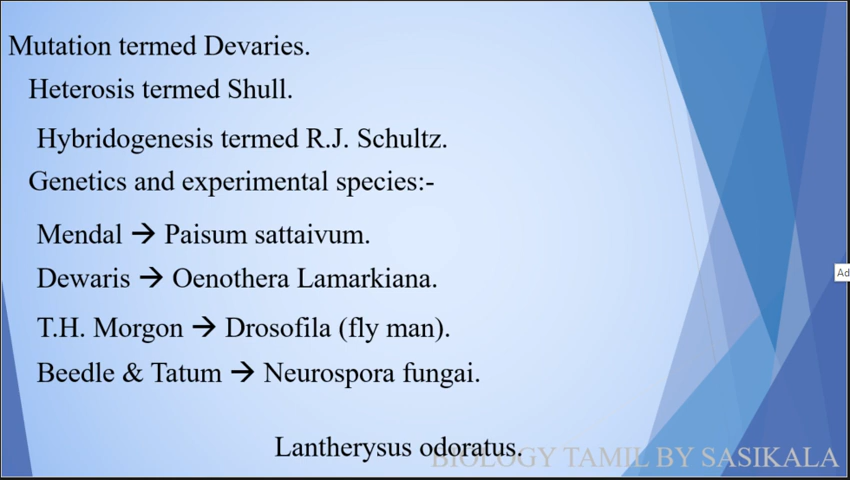 Mutation termed Devaries.
Heterosis termed Shull.
Hybridogenesis termed R.J. Schultz.
Genetics and experimental species:-
Mendal → Paisum sattaivum.
Dewaris → Oenothera Lamarkiana.
T.H. Morgon → Drosofila (fly man).
Beedle & Tatum → Neurospora fungai.
Lantherysus odoratus.
BIOLOGY TAMIL BY SASIKALA
Ad